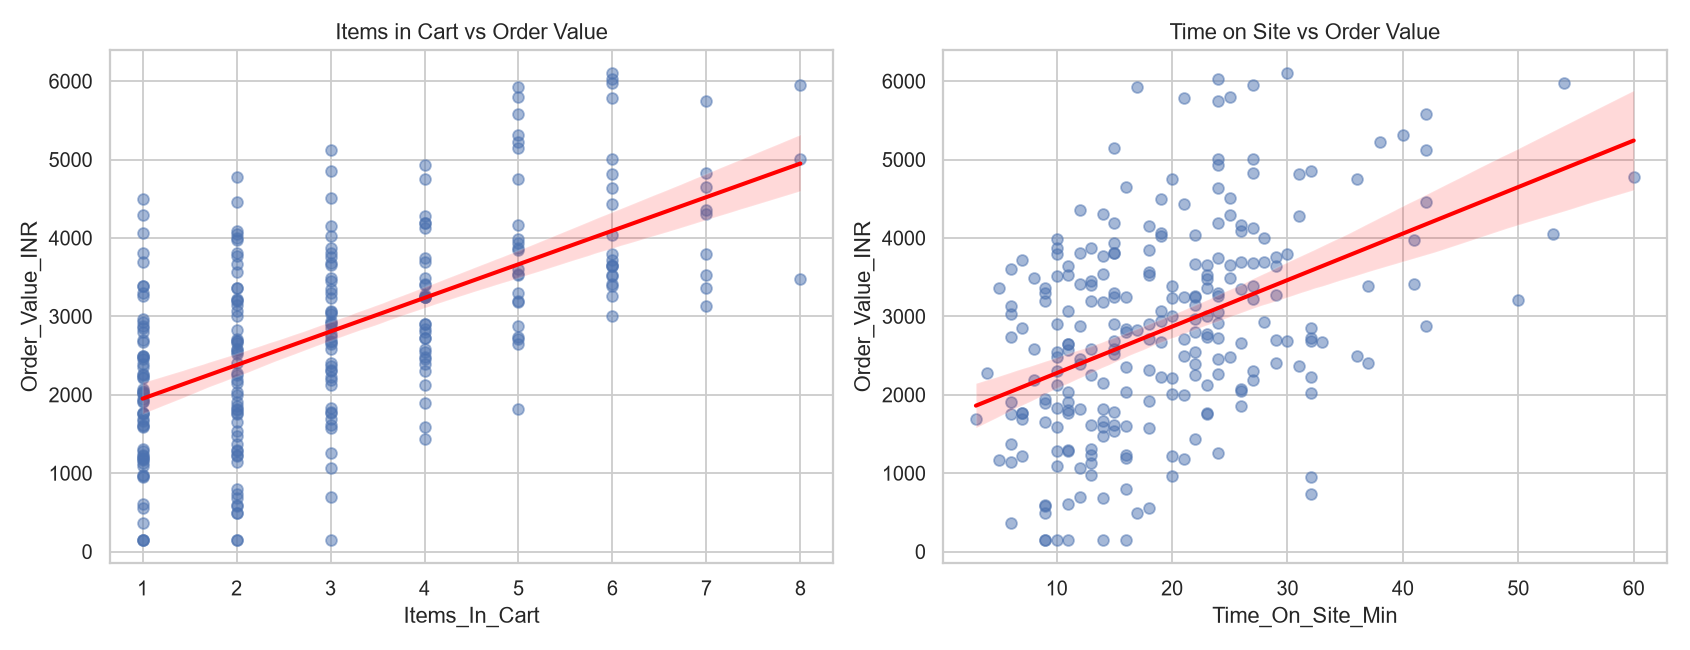 Items in Cart vs Order Value
6000
5000
4000
3000
2000
1000
0
Order_Value_INR
1 2 3 4 5 6 7 8
Items_In_Cart
Time on Site vs Order Value
6000
5000
4000
3000
2000
1000
0
Order_Value_INR
10 20 30 40 50 60
Time_On_Site_Min